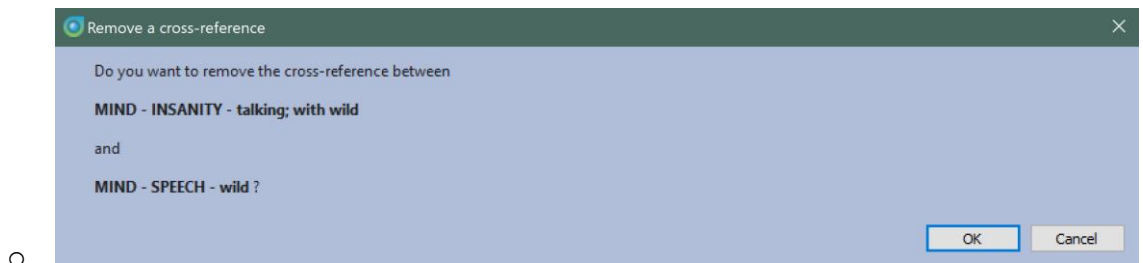 Remove a cross-reference
Do you want to remove the cross-reference between
MIND - INSANITY - talking; with wild
and
MIND - SPEECH - wild ?
OK Cancel